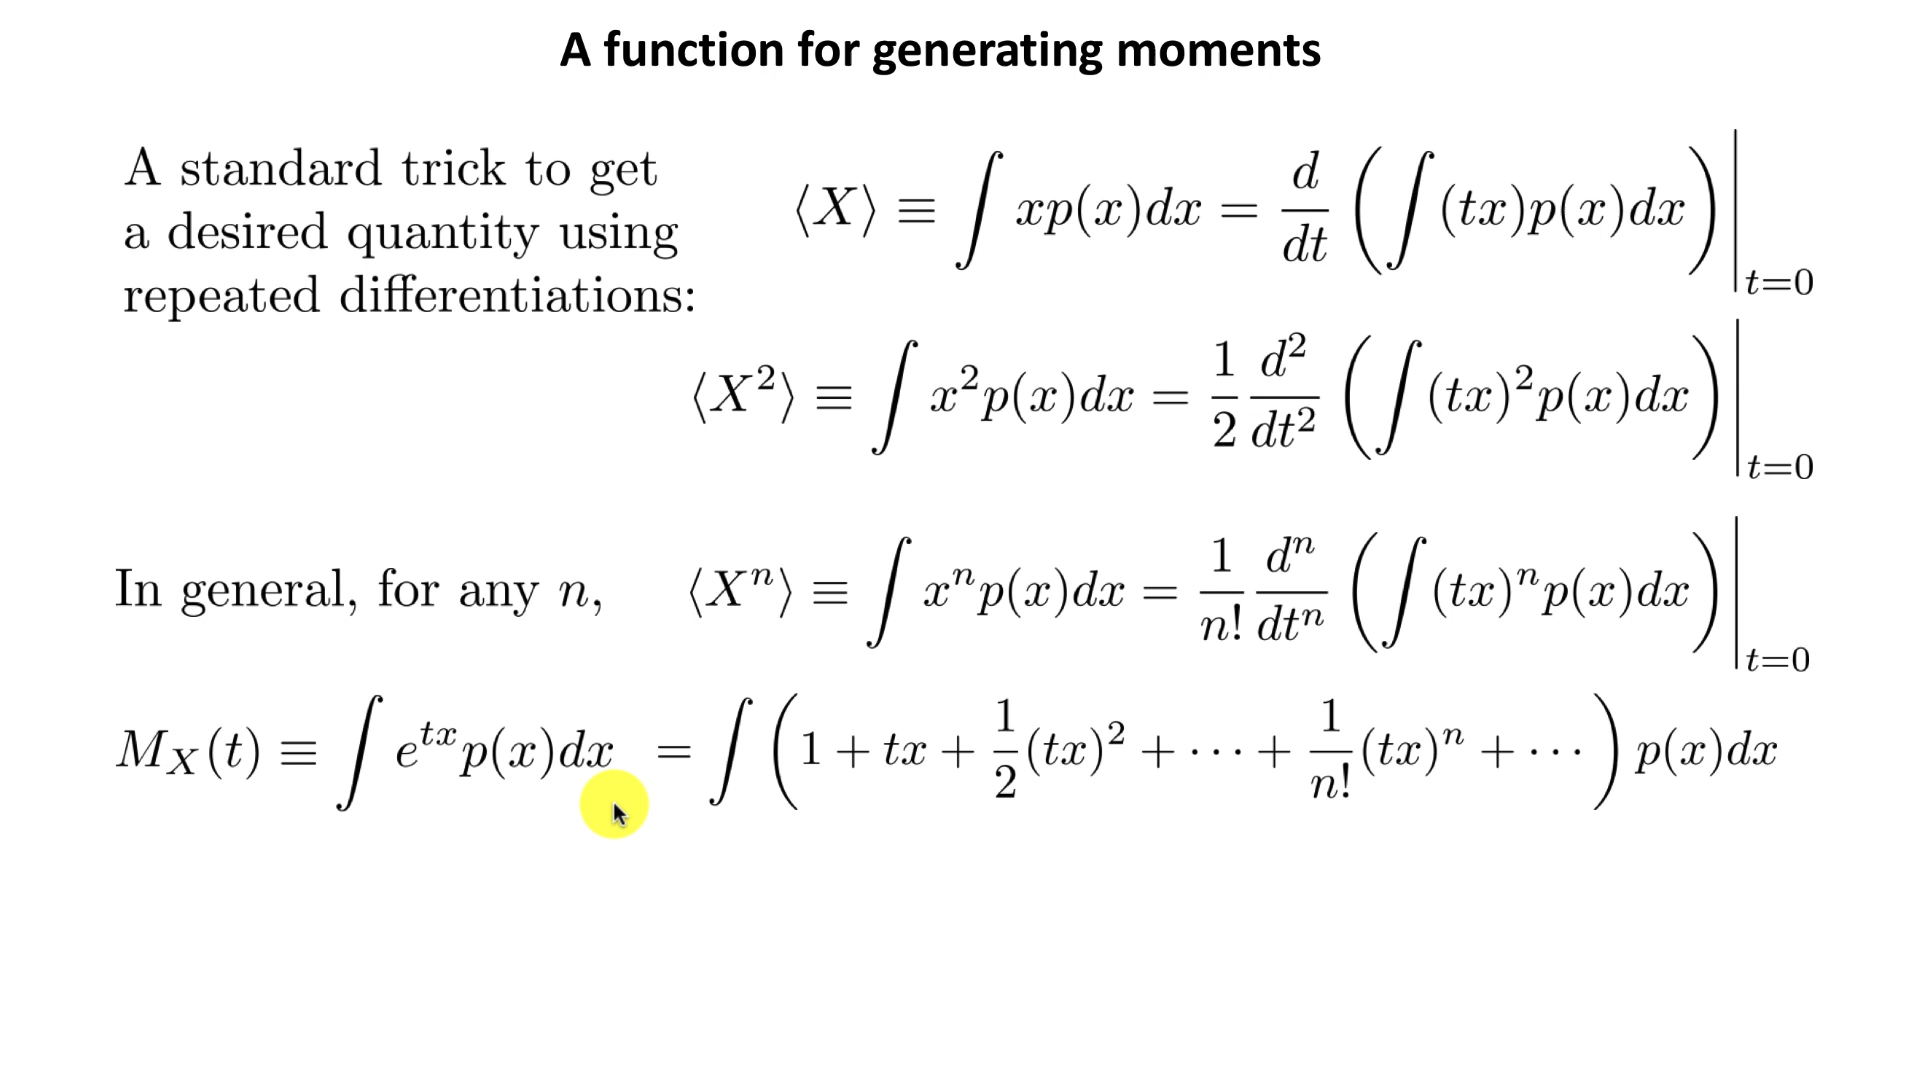 A function for generating moments
A standard trick to get
a desired quantity using
repeated differentiations:
⟨X⟩ ≡ ∫ xp(x)dx = d/dt (∫(tx)p(x)dx)|_{t=0}
⟨X²⟩ ≡ ∫ x²p(x)dx = 1/2 d²/dt² (∫(tx)²p(x)dx)|_{t=0}
In general, for any n, ⟨Xⁿ⟩ ≡ ∫ xⁿp(x)dx = 1/n! dⁿ/dtⁿ (∫(tx)ⁿp(x)dx)|_{t=0}
M_X(t) ≡ ∫ e^{tx}p(x)dx = ∫ (1 + tx + 1/2(tx)² + ⋯ + 1/n!(tx)ⁿ + ⋯) p(x)dx